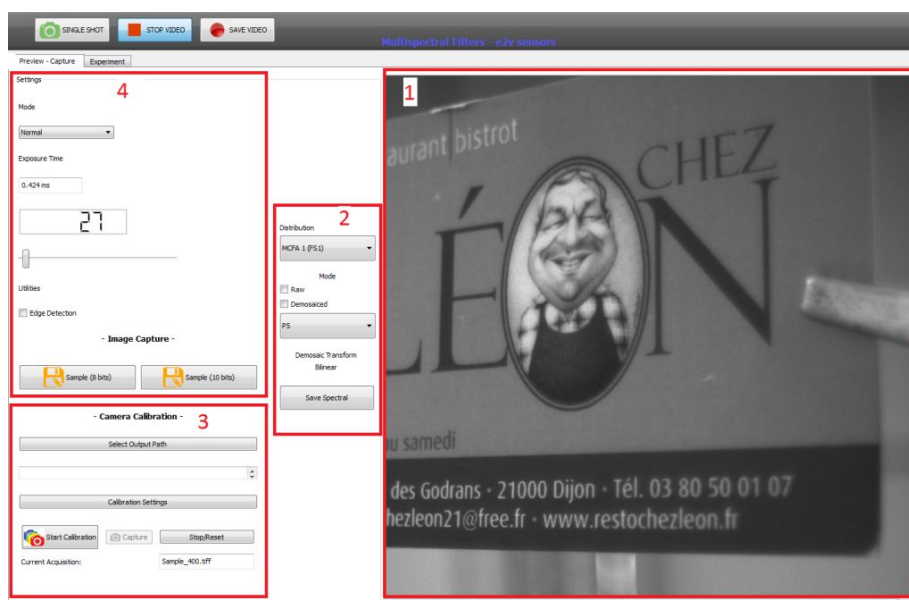 SINGLE SHOT
STOP VIDEO
SAVE VIDEO
Multispectral Filters - e2v sensors
Preview - Capture
Experiment
Settings
4
Mode
Normal
Exposure Time
0.424 ms
27
Utilities
Edge Detection
- Image Capture -
Sample (8 bits)
Sample (10 bits)
3
- Camera Calibration -
Select Output Path
Calibration Settings
Start Calibration
Capture
Stop/Reset
Current Acquisition:
Sample_400.tiff
2
Distribution
MCFA 1 (FS1)
Mode
Raw
Demosaiced
P5
Demosaic Transform
Bilinear
Save Spectral
1
aurant bistrot
CHEZ
LÉON
au samedi
des Godrans · 21000 Dijon · Tél. 03 80 50 01 07
hezleon21@free.fr · www.restochezleon.fr